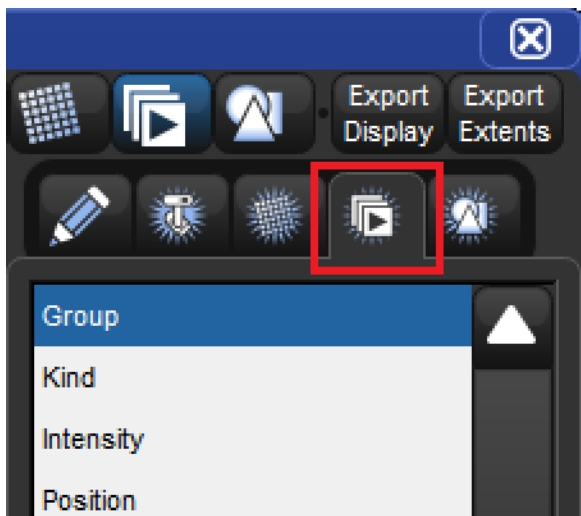 Export Export
Display Extents
Group
Kind
Intensity
Position